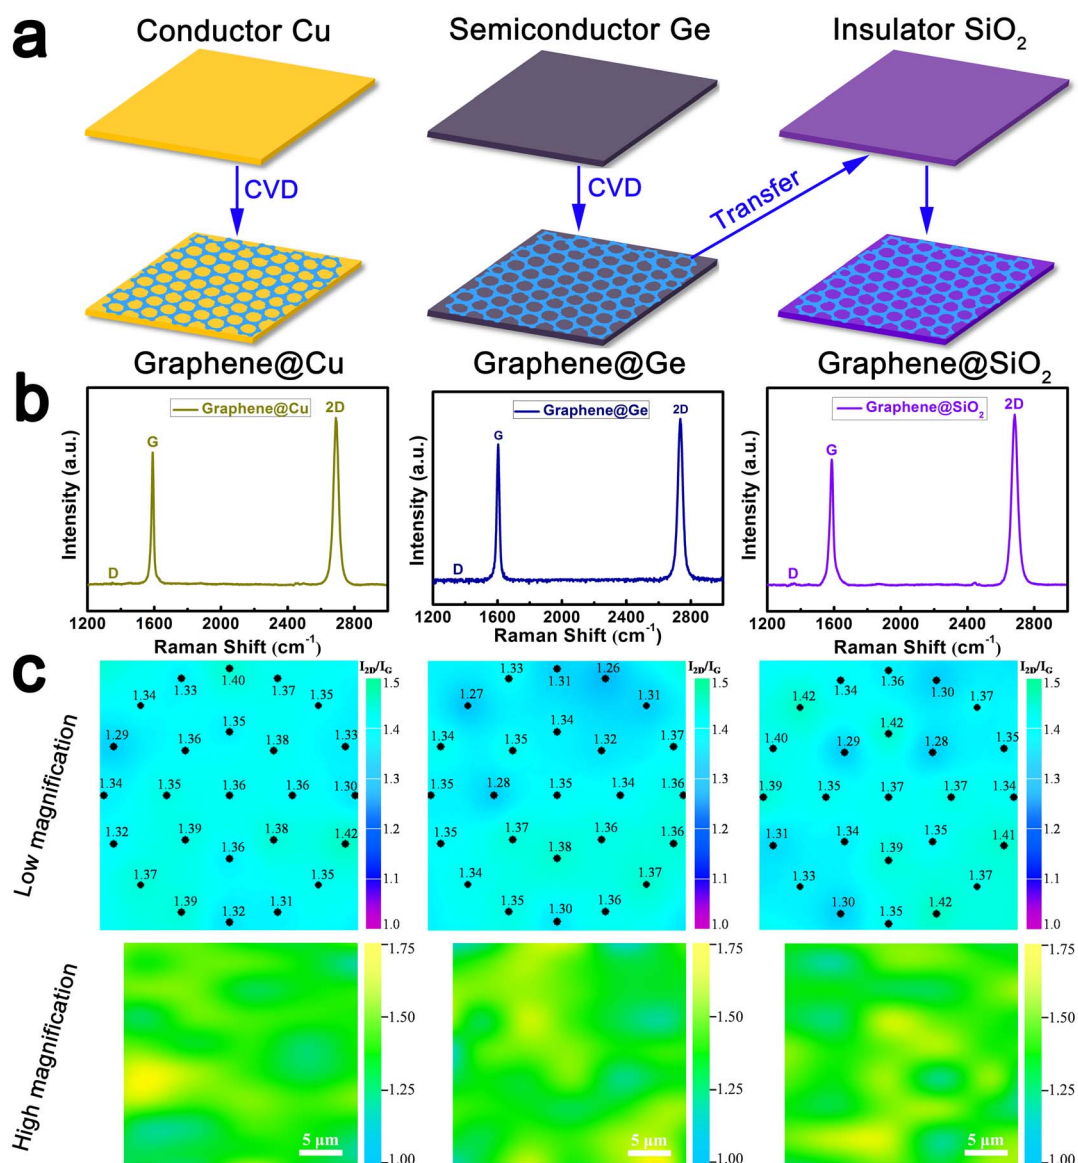 a
Conductor Cu
Semiconductor Ge
Insulator SiO₂
CVD
CVD
Transfer
Graphene@Cu
Graphene@Ge
Graphene@SiO₂
b
Intensity (a.u.)
Graphene@Cu
D
G
2D
1200 1600 2000 2400 2800
Raman Shift (cm⁻¹)
Intensity (a.u.)
Graphene@Ge
D
G
2D
1200 1600 2000 2400 2800
Raman Shift (cm⁻¹)
Intensity (a.u.)
Graphene@SiO₂
D
G
2D
1200 1600 2000 2400 2800
Raman Shift (cm⁻¹)
c
Low magnification
1.40
1.33 1.37
1.34 1.35
1.35
1.29 1.36 1.38 1.33
1.34 1.35 1.36 1.36 1.30
1.32 1.39 1.38 1.42
1.36
1.37 1.35
1.39 1.31
1.32
I2D/IG
1.5
1.4
1.3
1.2
1.1
1.0
1.33 1.31 1.26
1.27 1.31
1.34
1.34 1.35 1.32 1.37
1.35 1.28 1.35 1.34 1.36
1.35 1.37 1.36 1.36
1.38
1.34 1.37
1.35 1.36
1.30
I2D/IG
1.5
1.4
1.3
1.2
1.1
1.0
1.36
1.34 1.30
1.42 1.37
1.42
1.40 1.29 1.28 1.35
1.39 1.35 1.37 1.37 1.34
1.31 1.34 1.35 1.41
1.39
1.33 1.37
1.30 1.42
1.35
I2D/IG
1.5
1.4
1.3
1.2
1.1
1.0
High magnification
5 μm
1.75
1.50
1.25
1.00
5 μm
1.75
1.50
1.25
1.00
5 μm
1.75
1.50
1.25
1.00